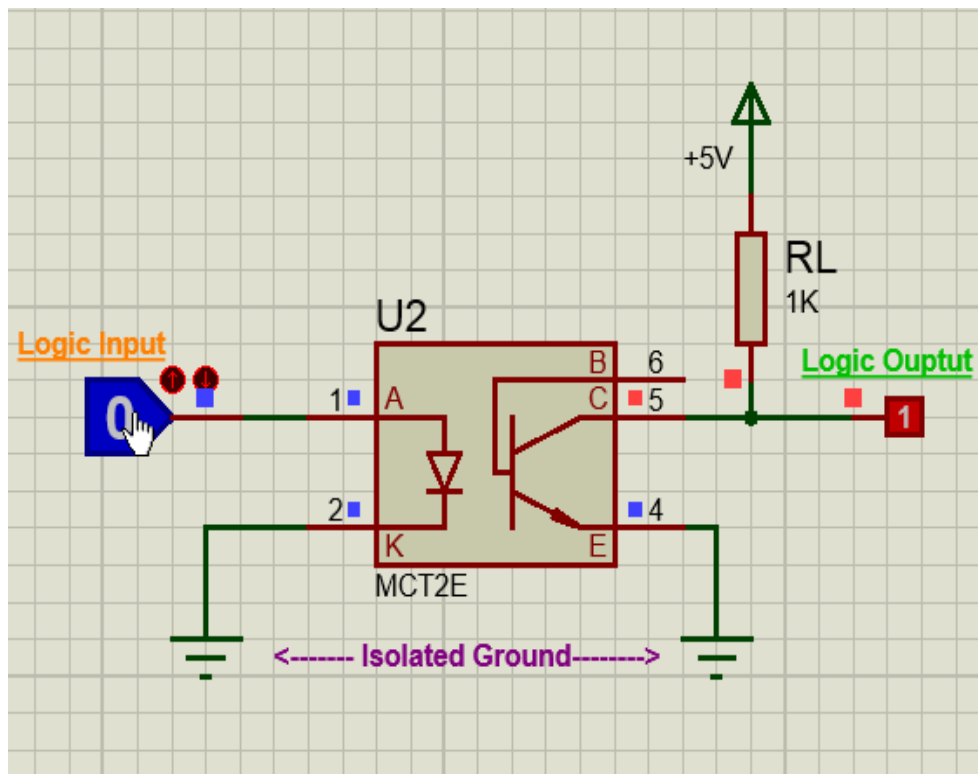 +5V
RL
1K
U2
Logic Input
Logic Ouptut
0
1
A
B
6
C
5
1
2
K
E
4
MCT2E
<------- Isolated Ground-------->